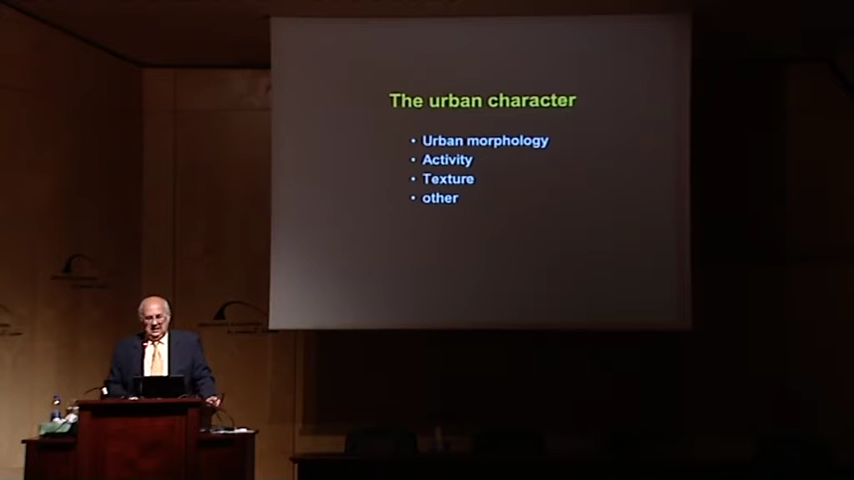 The urban character
• Urban morphology
• Activity
• Texture
• other